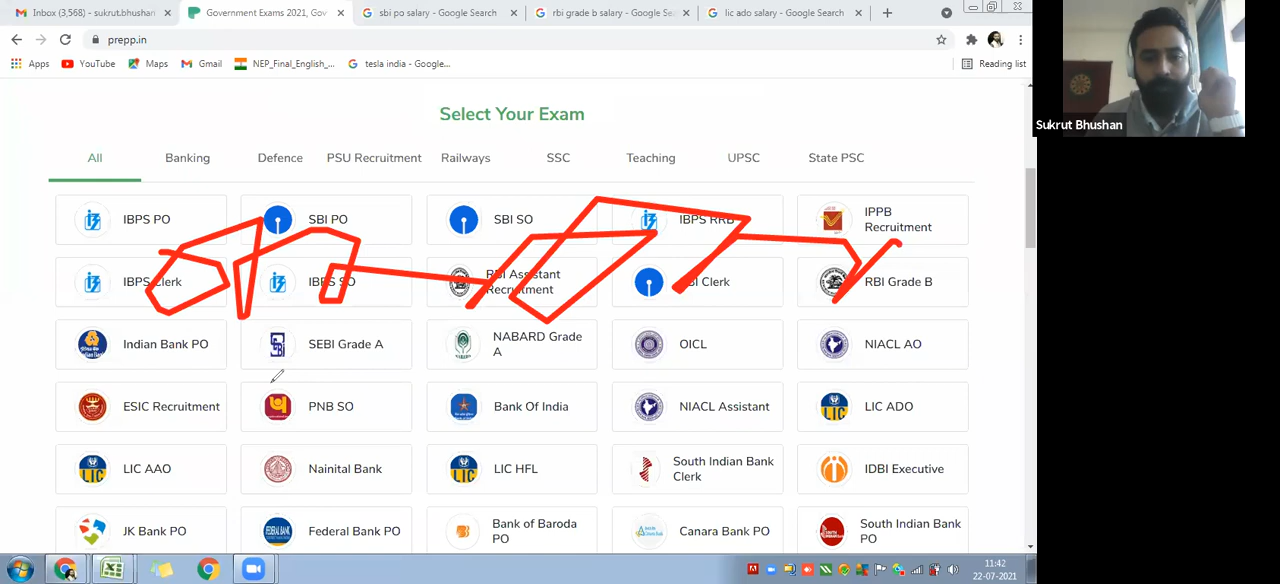 Inbox (3,568) - sukrut.bhushan
Government Exams 2021, Gov
sbi po salary - Google Search
rbi grade b salary - Google Se
lic ado salary - Google Search
prepp.in
Apps
YouTube
Maps
Gmail
NEP_Final_English_...
tesla india - Google...
Reading list
Sukrut Bhushan
Select Your Exam
All
Banking
Defence
PSU Recruitment
Railways
SSC
Teaching
UPSC
State PSC
IBPS PO
SBI PO
SBI SO
IBPS RRB
IPPB
Recruitment
IBPS Clerk
IBPS SO
RBI Assistant
Recruitment
SBI Clerk
RBI Grade B
Indian Bank PO
SEBI Grade A
NABARD Grade
A
OICL
NIACL AO
ESIC Recruitment
PNB SO
Bank Of India
NIACL Assistant
LIC ADO
LIC AAO
Nainital Bank
LIC HFL
South Indian Bank
Clerk
IDBI Executive
JK Bank PO
Federal Bank PO
Bank of Baroda
PO
Canara Bank PO
South Indian Bank
PO
11:42
22-07-2021